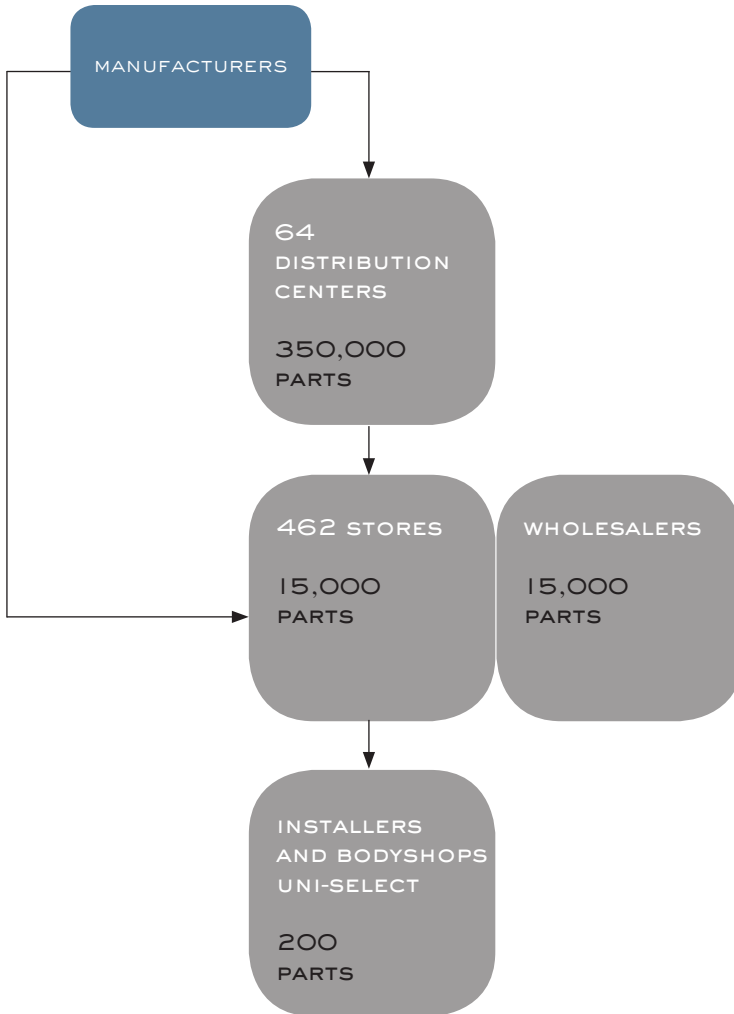 MANUFACTURERS
64
DISTRIBUTION
CENTERS
350,000
PARTS
462 STORES
15,000
PARTS
WHOLESALERS
15,000
PARTS
INSTALLERS
AND BODYSHOPS
UNI-SELECT
200
PARTS